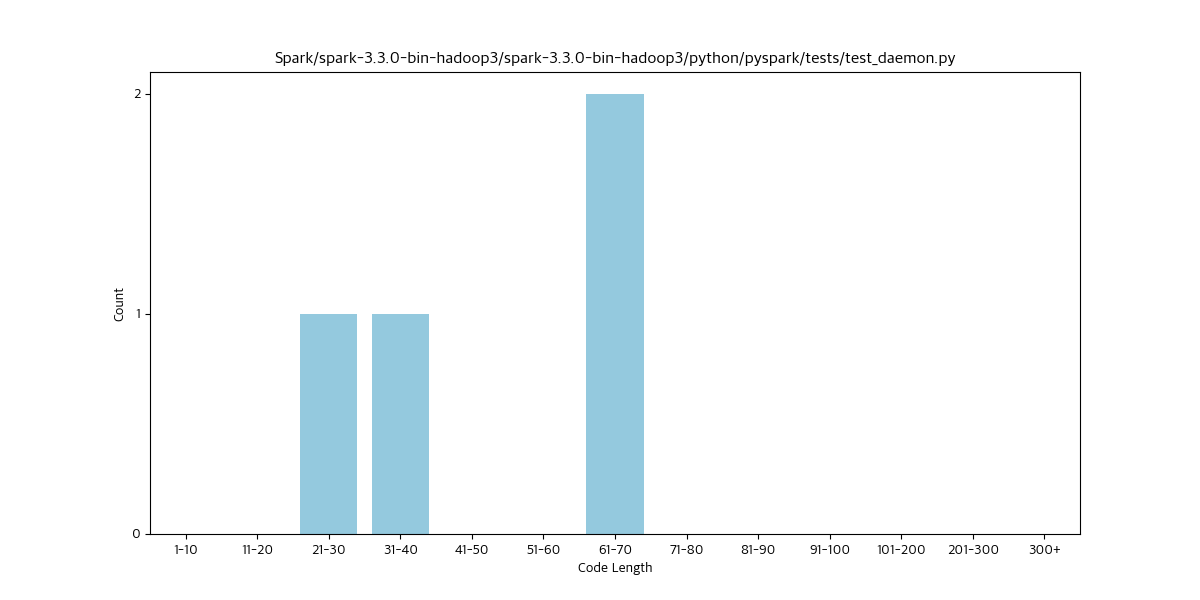 Spark/spark-3.3.0-bin-hadoop3/spark-3.3.0-bin-hadoop3/python/pyspark/tests/test_daemon.py
Count
2
1
0
1-10 11-20 21-30 31-40 41-50 51-60 61-70 71-80 81-90 91-100 101-200 201-300 300+
Code Length